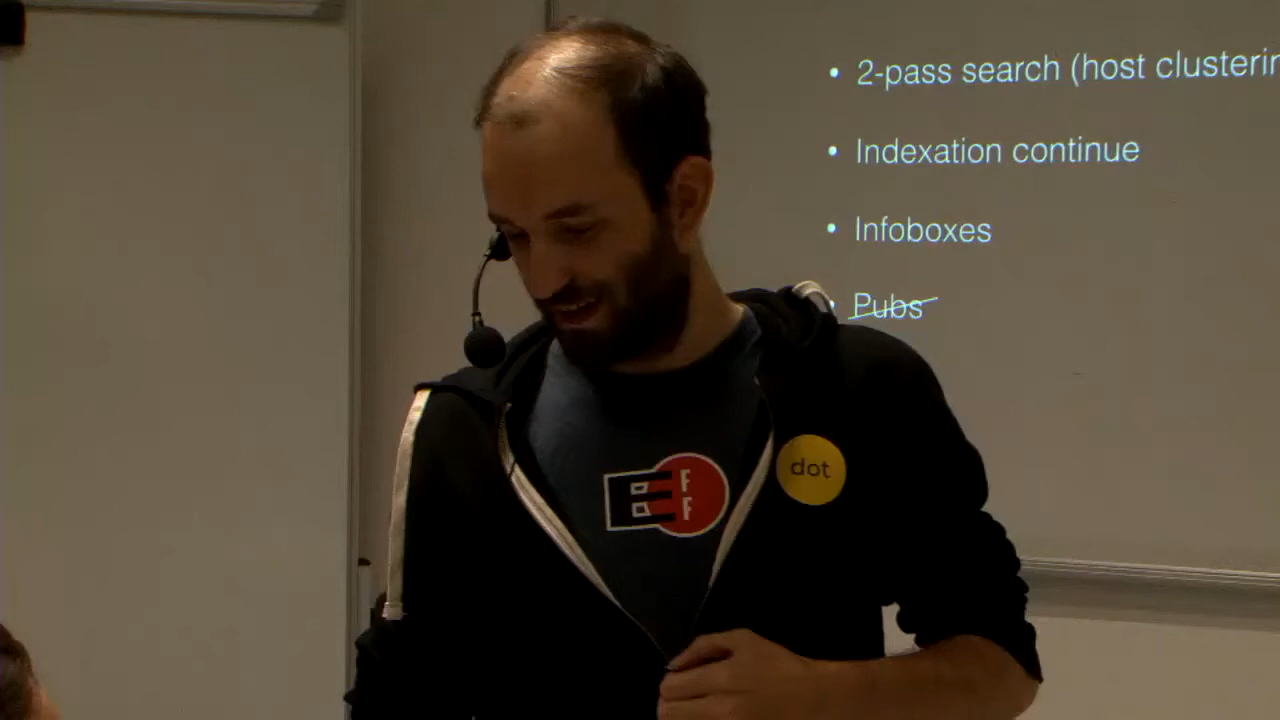 • 2-pass search (host clusterin
• Indexation continue
• Infoboxes
• Pubs
dot
E
F
F